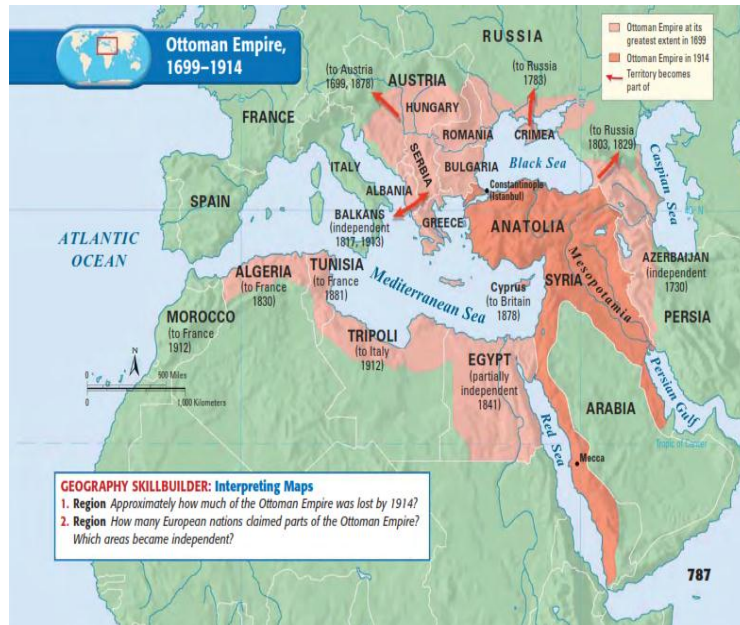 Ottoman Empire,
1699–1914
RUSSIA
Ottoman Empire at its
greatest extent in 1699
Ottoman Empire in 1914
Territory becomes
part of
(to Austria
1699, 1878)
AUSTRIA
(to Russia
1783)
HUNGARY
FRANCE
ROMANIA
CRIMEA
(to Russia
1803, 1829)
SERBIA
ITALY
BULGARIA
Black Sea
Caspian Sea
ALBANIA
Constantinople
(Istanbul)
SPAIN
BALKANS
(independent
1817, 1913)
GREECE
ANATOLIA
ATLANTIC
OCEAN
AZERBAIJAN
(independent
1730)
Mesopotamia
SYRIA
ALGERIA
(to France
1830)
TUNISIA
(to France
1881)
Mediterranean Sea
Cyprus
(to Britain
1878)
PERSIA
MOROCCO
(to France
1912)
TRIPOLI
(to Italy
1912)
EGYPT
(partially
independent
1841)
Persian Gulf
N
0
500 Miles
0
1,000 Kilometers
ARABIA
Red Sea
Tropic of Cancer
Mecca
GEOGRAPHY SKILLBUILDER: Interpreting Maps
1. Region Approximately how much of the Ottoman Empire was lost by 1914?
2. Region How many European nations claimed parts of the Ottoman Empire?
Which areas became independent?
787